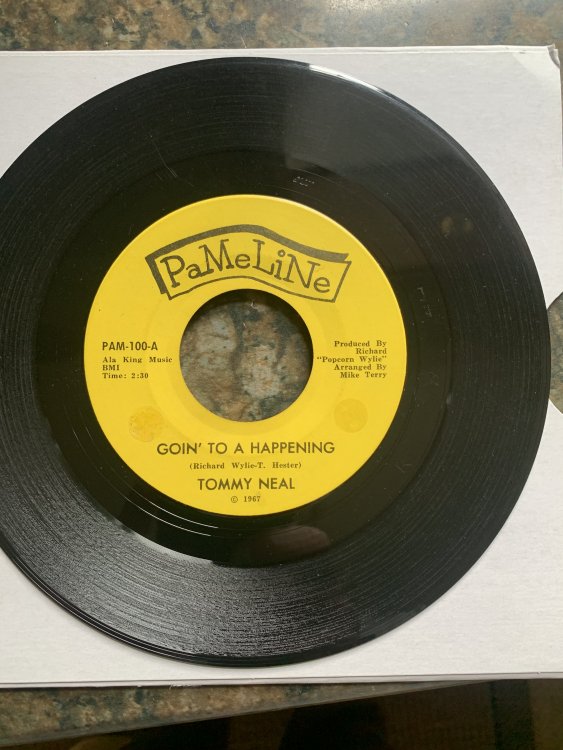 PaMeLiNe
PAM-100-A
Ala King Music
BMI
Time: 2:30
Produced By
Richard
"Popcorn Wylie"
Arranged By
Mike Terry
GOIN' TO A HAPPENING
(Richard Wylie-T. Hester)
TOMMY NEAL
© 1967